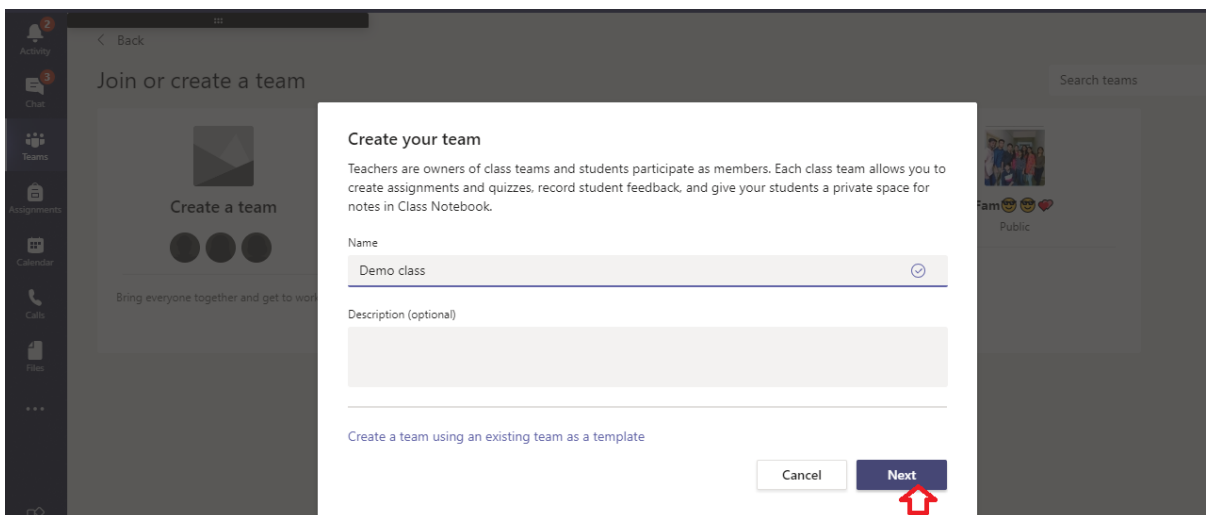 2
Activity
3
Chat
Teams
Assignments
Calendar
Calls
Files
Back
Join or create a team
Search teams
Create a team
Bring everyone together and get to work
Create your team
Teachers are owners of class teams and students participate as members. Each class team allows you to
create assignments and quizzes, record student feedback, and give your students a private space for
notes in Class Notebook.
Name
Demo class
Description (optional)
Create a team using an existing team as a template
Cancel
Next
Fam😎😎💕
Public